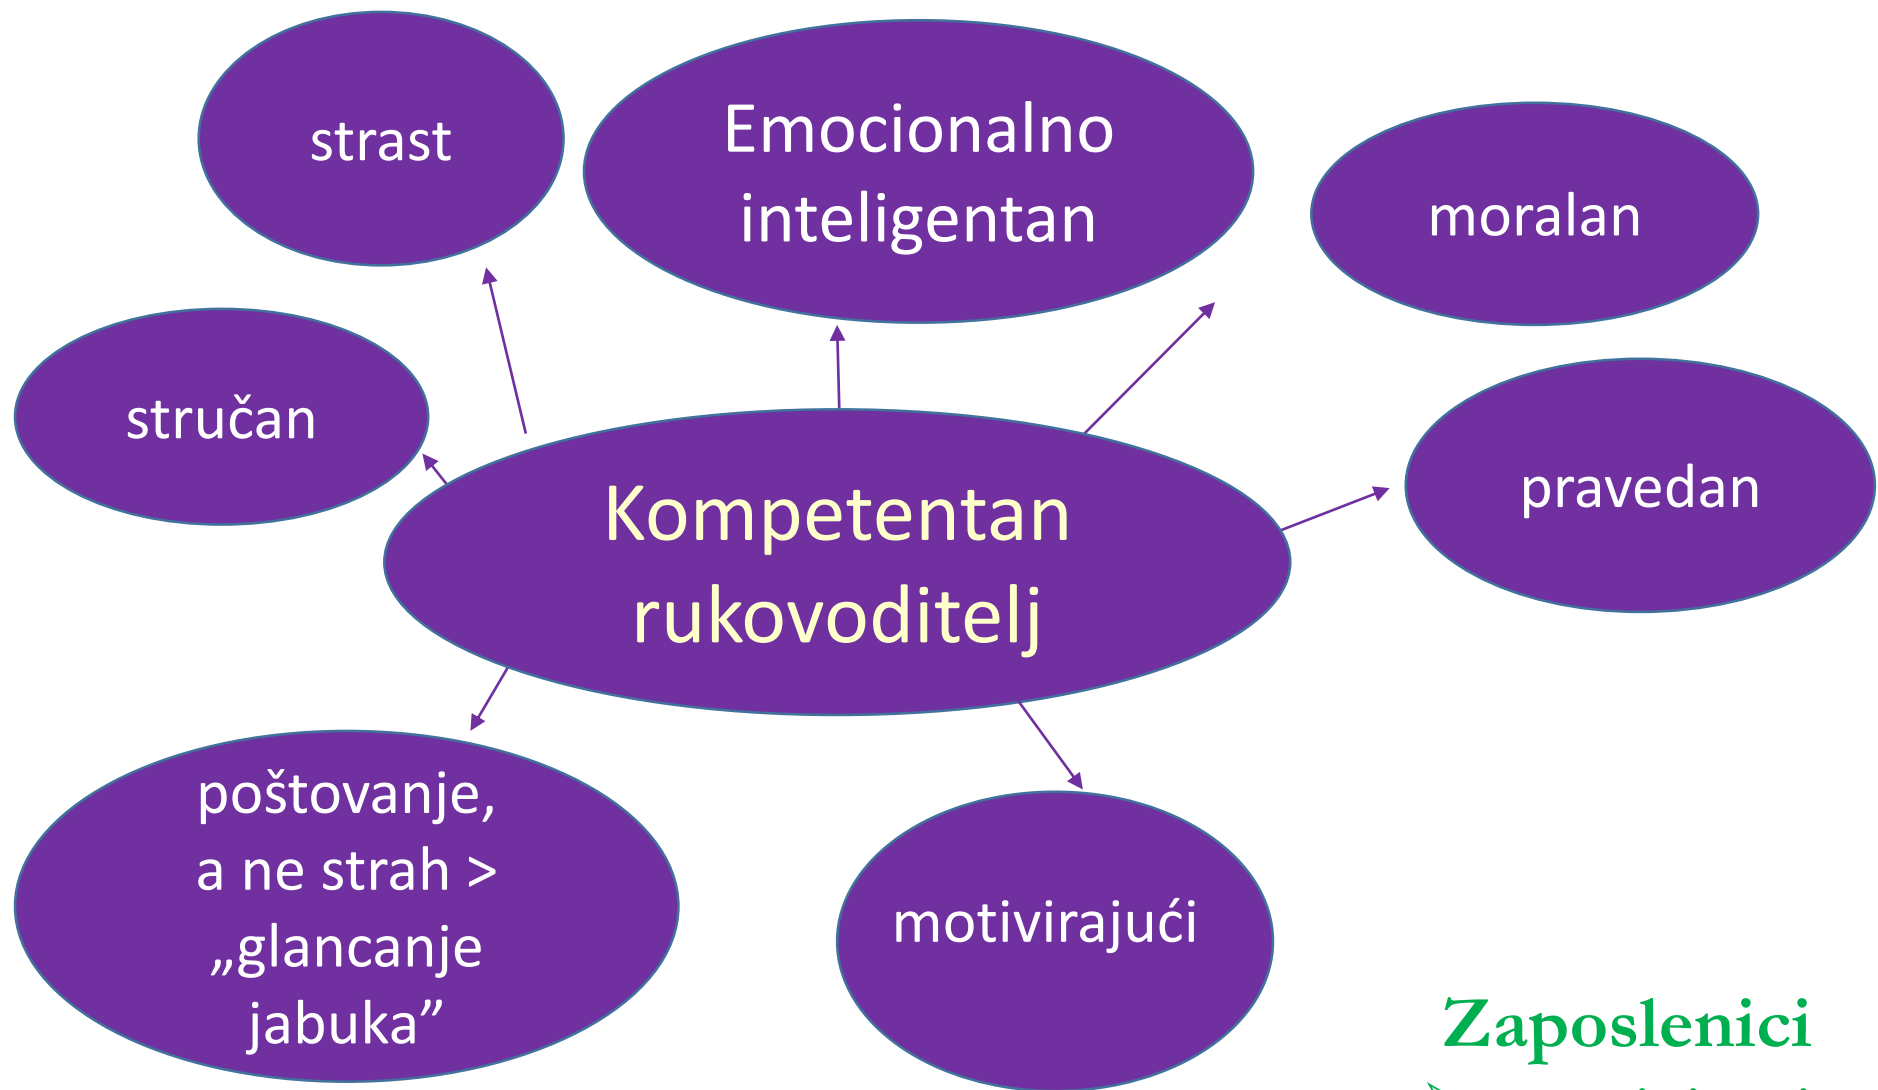 strast
Emocionalno
inteligentan
moralan
stručan
pravedan
Kompetentan
rukovoditelj
poštovanje,
a ne strah >
„glancanje
jabuka”
motivirajući
Zaposlenici